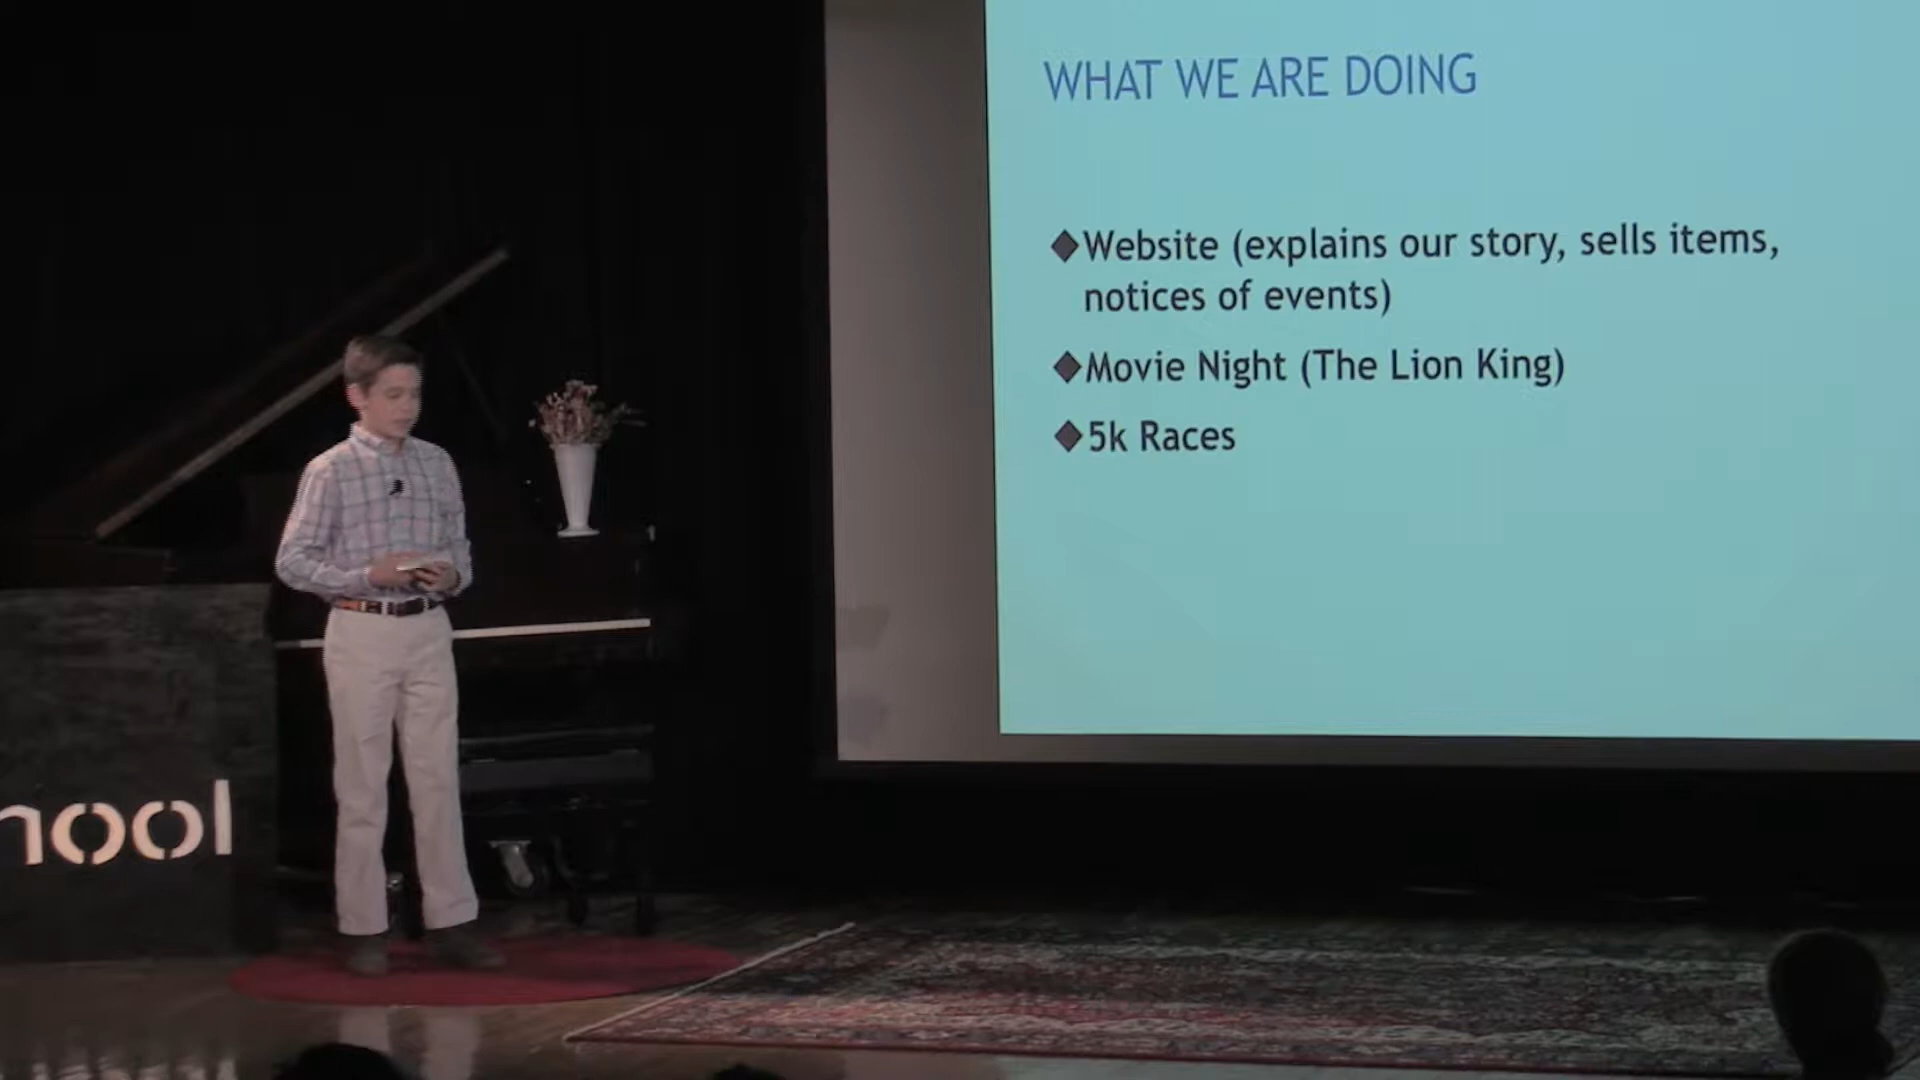 WHAT WE ARE DOING
◆Website (explains our story, sells items,
notices of events)
◆Movie Night (The Lion King)
◆5k Races
hool